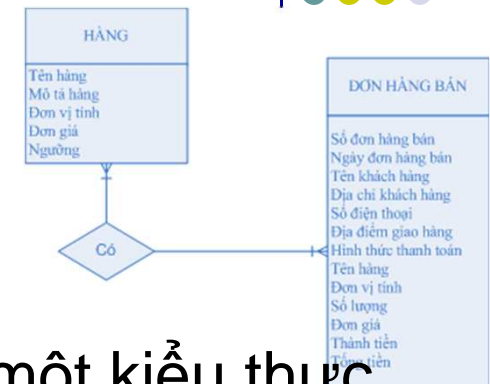 HÀNG
Tên hàng
Mô tả hàng
Đơn vị tính
Đơn giá
Ngưỡng
Có
ĐƠN HÀNG BÁN
Số đơn hàng bán
Ngày đơn hàng bán
Tên khách hàng
Địa chỉ khách hàng
Số điện thoại
Địa điểm giao hàng
Hình thức thanh toán
Tên hàng
Đơn vị tính
Số lượng
Đơn giá
Thành tiền
Tổng tiền
một kiểu thực